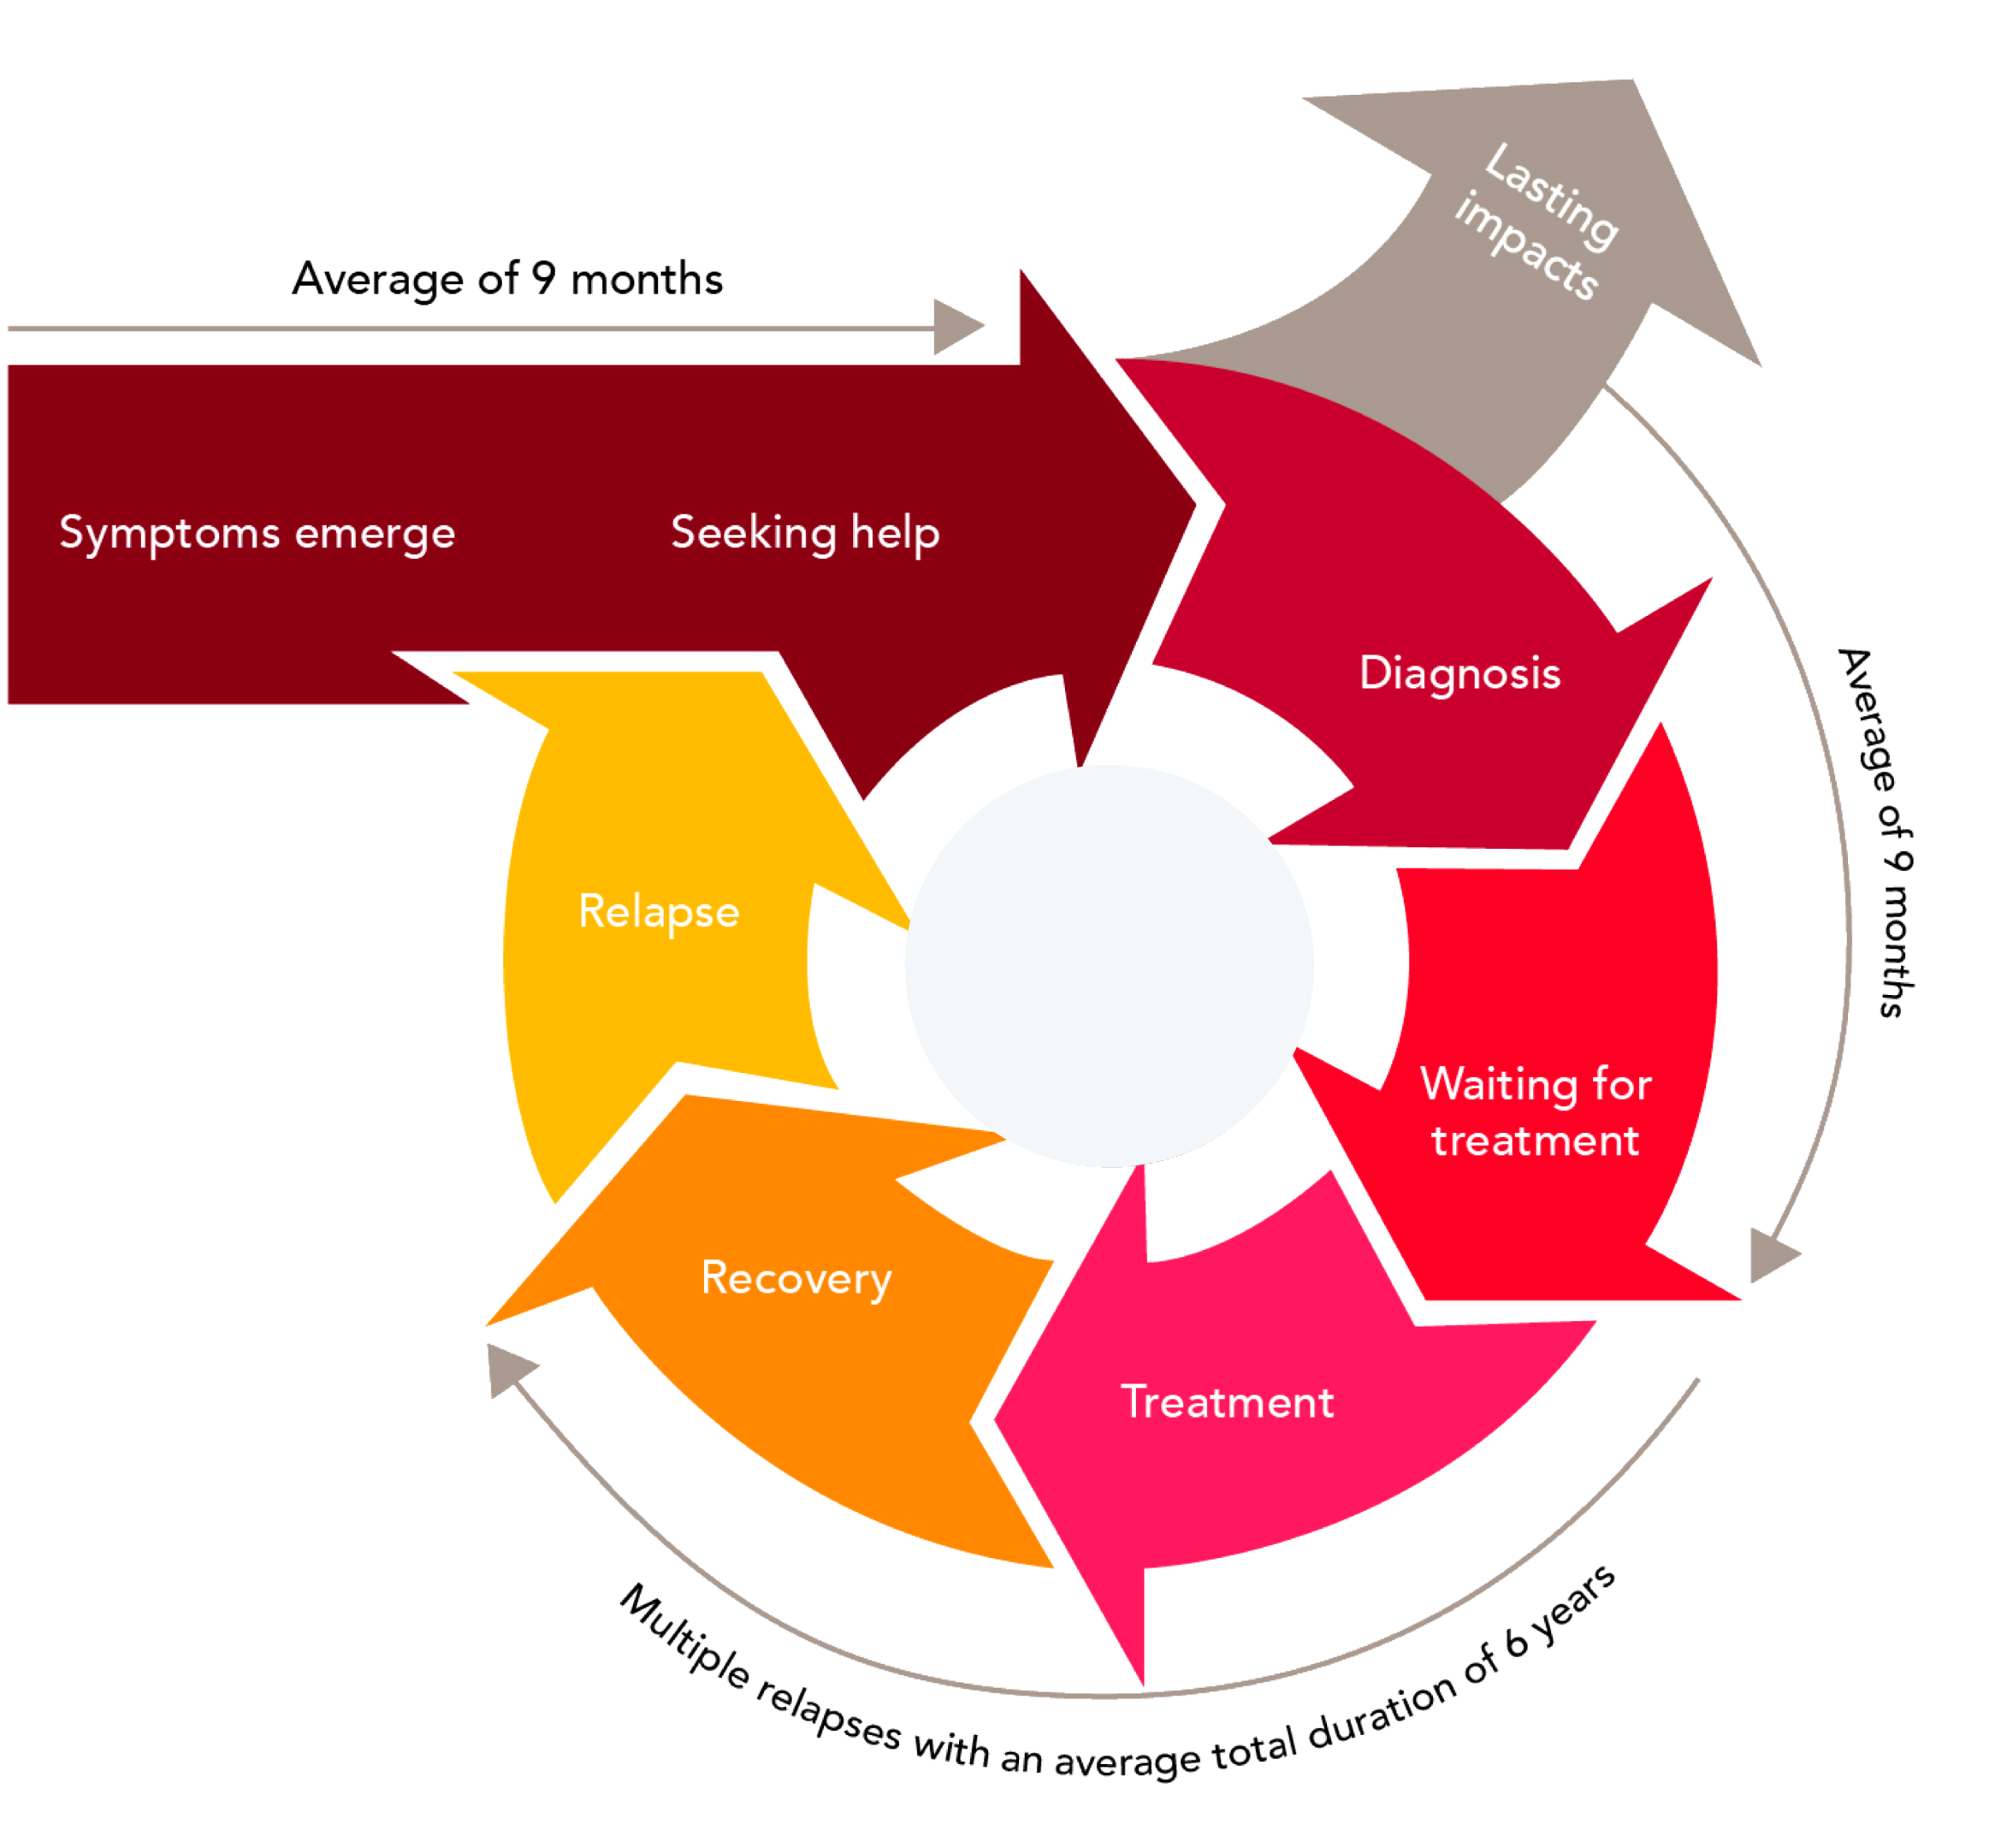 Lasting
impacts
Average of 9 months
Symptoms emerge
Seeking help
Diagnosis
Average of 9 months
Relapse
Waiting for
treatment
Recovery
Treatment
Multiple relapses with an average total duration of 6 years